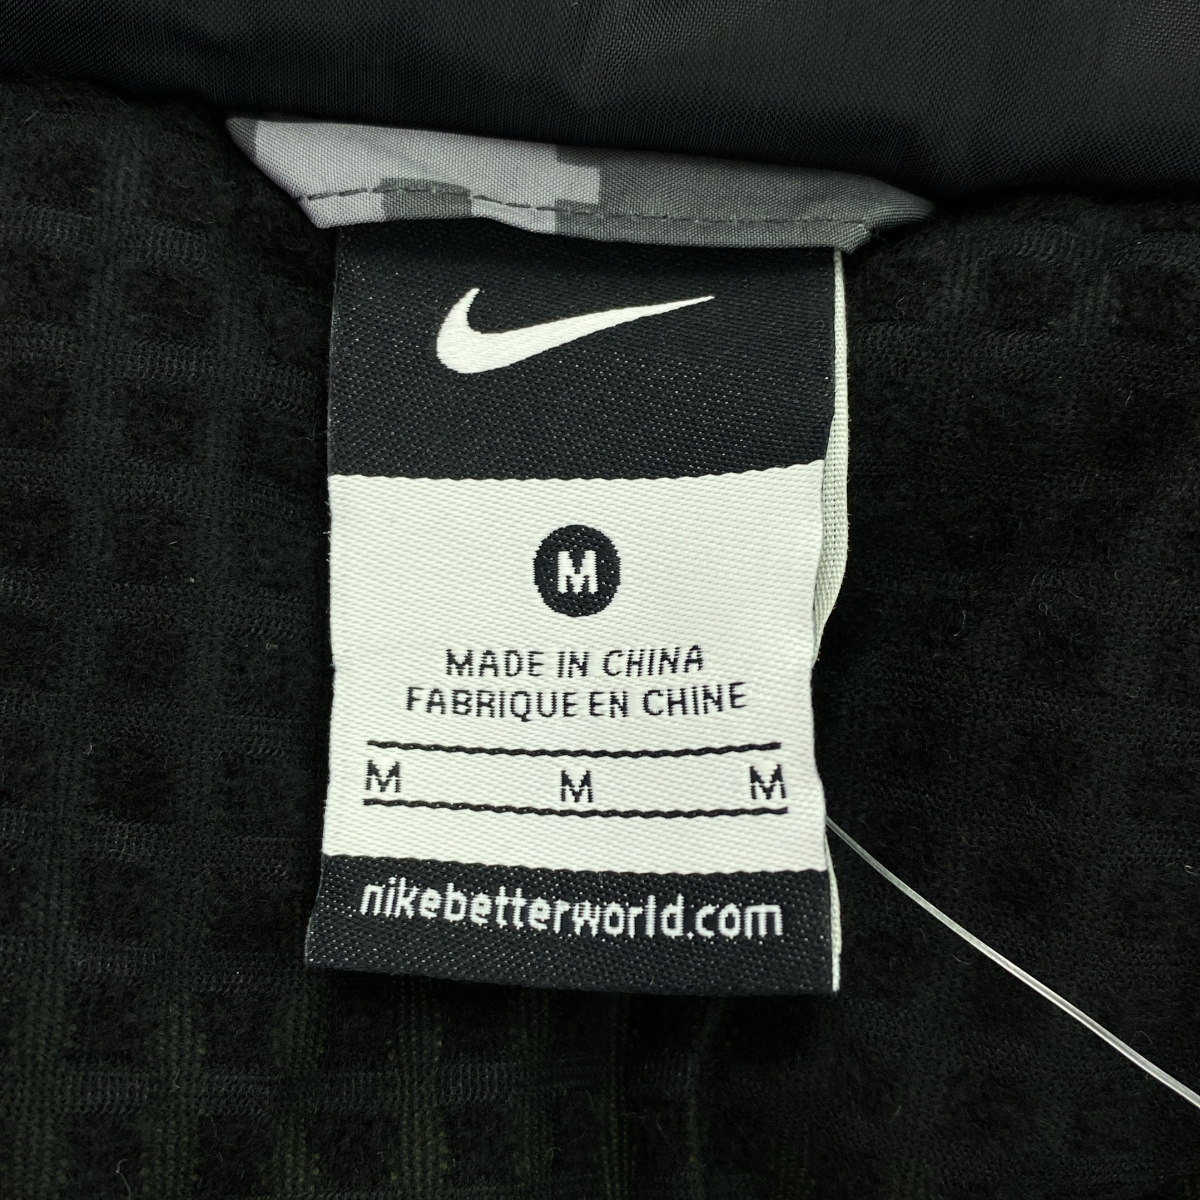 M
MADE IN CHINA
FABRIQUE EN CHINE
M M M
nikebetterworld.com